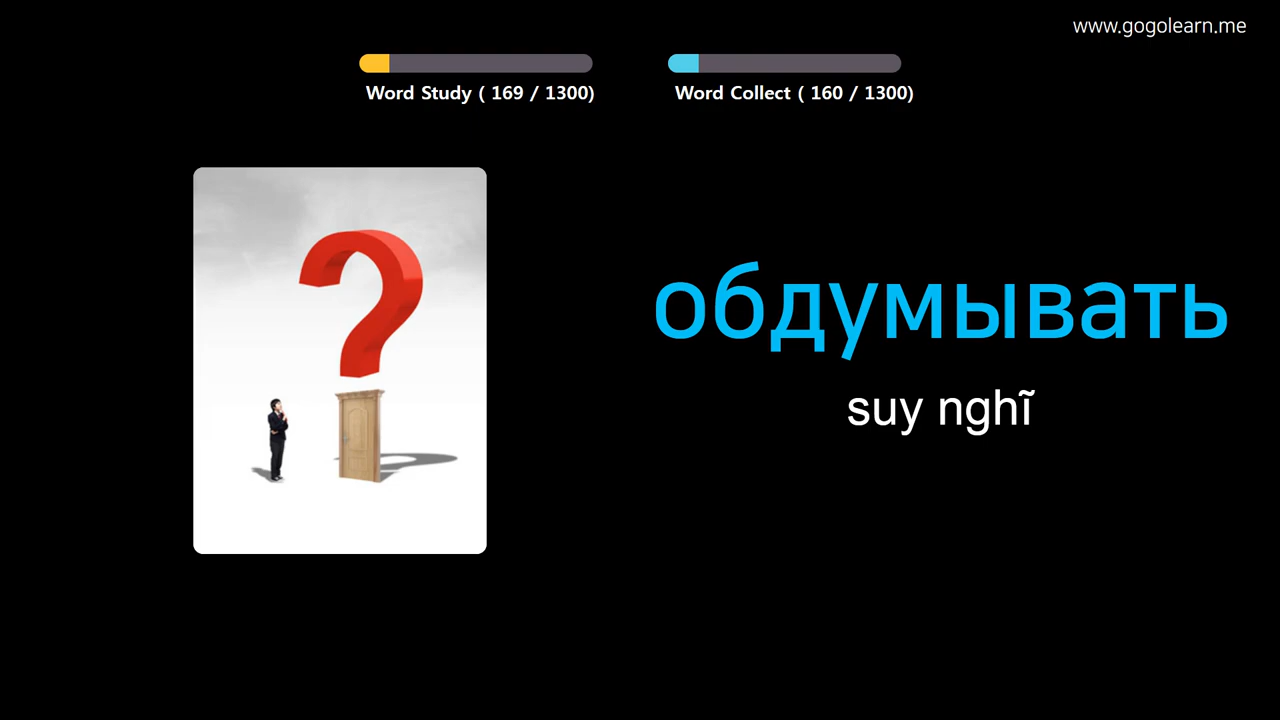 www.gogolearn.me
Word Study ( 169 / 1300)
Word Collect ( 160 / 1300)
обдумывать
suy nghĩ